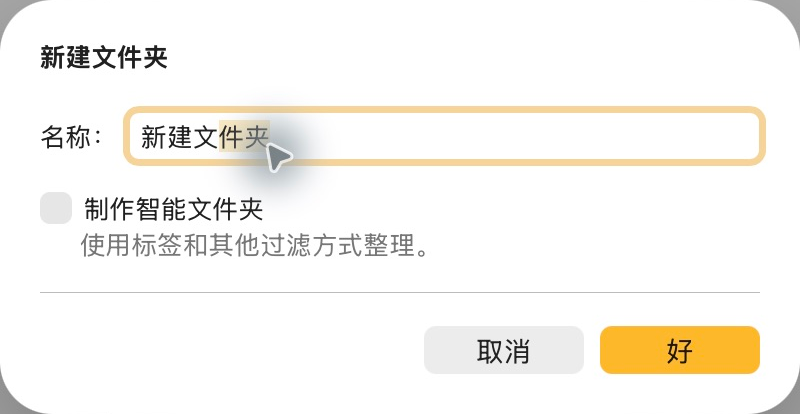 新建文件夹
名称：
新建文件夹
制作智能文件夹
使用标签和其他过滤方式整理。
取消
好